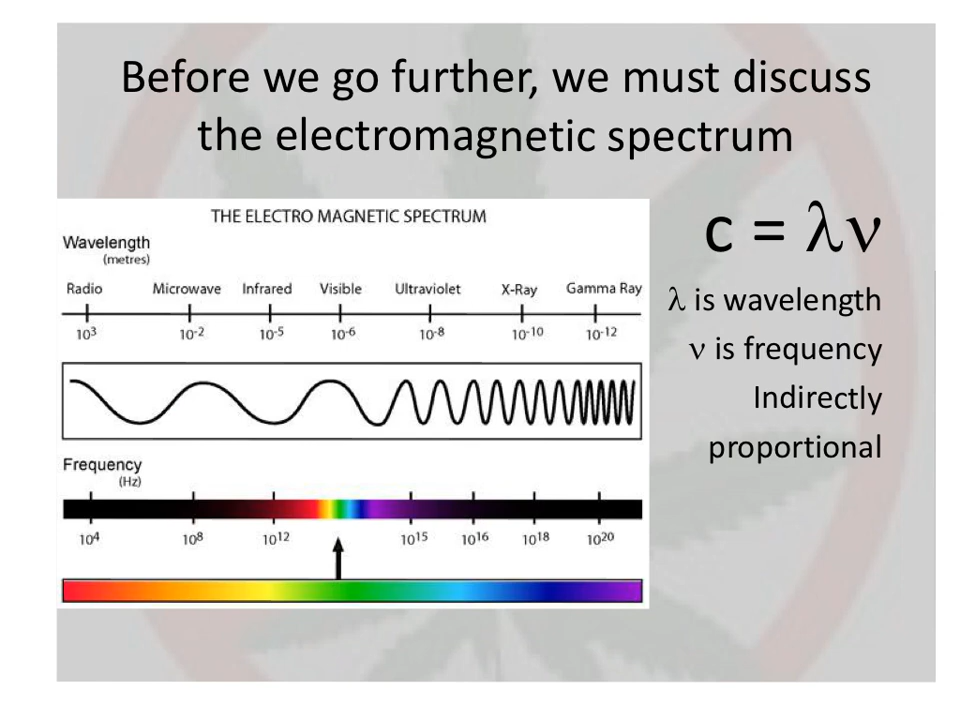 Before we go further, we must discuss
the electromagnetic spectrum
THE ELECTRO MAGNETIC SPECTRUM
Wavelength
(metres)
Radio Microwave Infrared Visible Ultraviolet X-Ray Gamma Ray
10³ 10⁻² 10⁻⁵ 10⁻⁶ 10⁻⁸ 10⁻¹⁰ 10⁻¹²
Frequency
(Hz)
10⁴ 10⁸ 10¹² 10¹⁵ 10¹⁶ 10¹⁸ 10²⁰
c = λν
λ is wavelength
ν is frequency
Indirectly
proportional